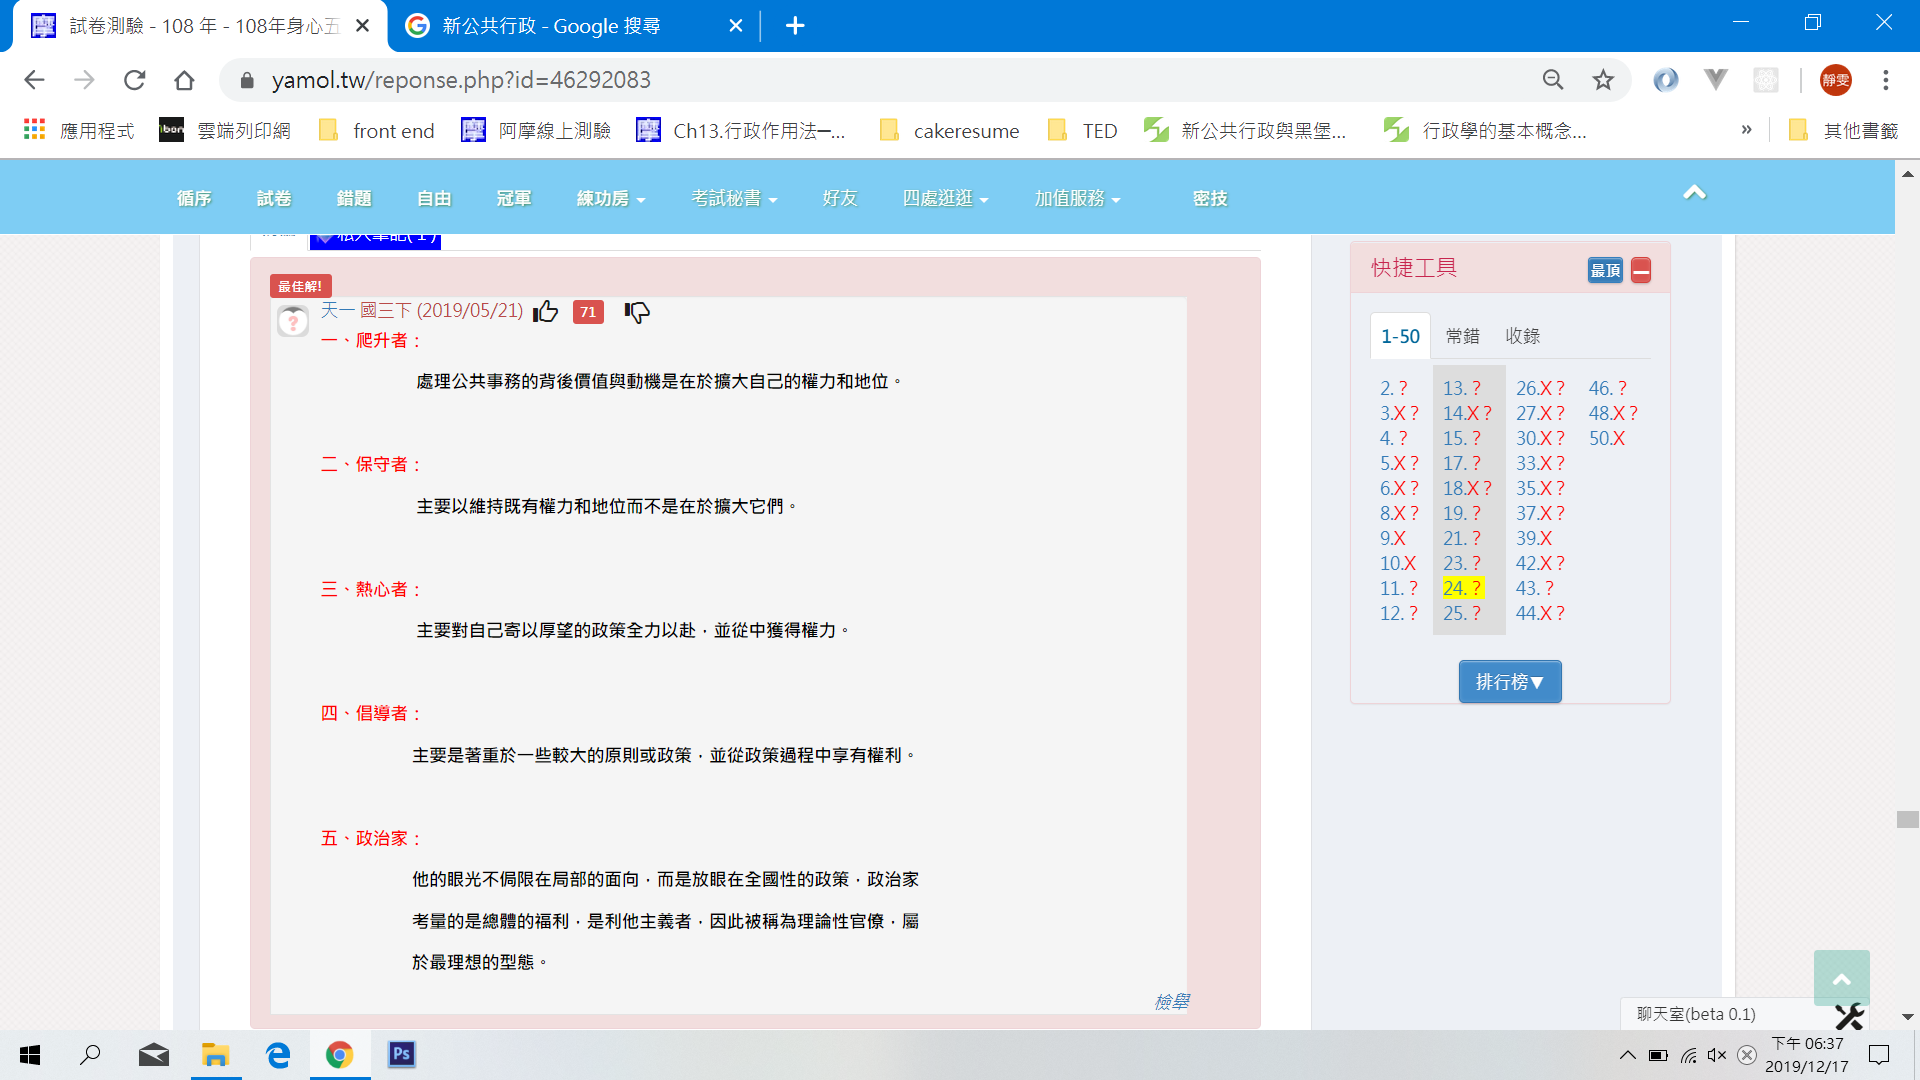 試卷測驗 - 108 年 - 108年身心五
新公共行政 - Google 搜尋
yamol.tw/reponse.php?id=46292083
靜雯
應用程式
ibon
雲端列印網
front end
阿摩線上測驗
Ch13.行政作用法—...
cakeresume
TED
新公共行政與黑堡...
行政學的基本概念...
»
其他書籤
循序
試卷
錯題
自由
冠軍
練功房
考試秘書
好友
四處逛逛
加值服務
密技
私人筆記( 1 )
最佳解!
天一 國三下 (2019/05/21)
71
一、爬升者：
處理公共事務的背後價值與動機是在於擴大自己的權力和地位。
二、保守者：
主要以維持既有權力和地位而不是在於擴大它們。
三、熱心者：
主要對自己寄以厚望的政策全力以赴，並從中獲得權力。
四、倡導者：
主要是著重於一些較大的原則或政策，並從政策過程中享有權利。
五、政治家：
他的眼光不侷限在局部的面向，而是放眼在全國性的政策，政治家
考量的是總體的福利，是利他主義者，因此被稱為理論性官僚，屬
於最理想的型態。
檢舉
快捷工具
最頂
1-50
常錯
收錄
2. ?
3.X ?
4. ?
5.X ?
6.X ?
8.X ?
9.X
10.X
11. ?
12. ?
13. ?
14.X ?
15. ?
17. ?
18.X ?
19. ?
21. ?
23. ?
24. ?
25. ?
26.X ?
27.X ?
30.X ?
33.X ?
35.X ?
37.X ?
39.X
42.X ?
43. ?
44.X ?
46. ?
48.X ?
50.X
排行榜▼
聊天室(beta 0.1)
Ps
下午 06:37
2019/12/17